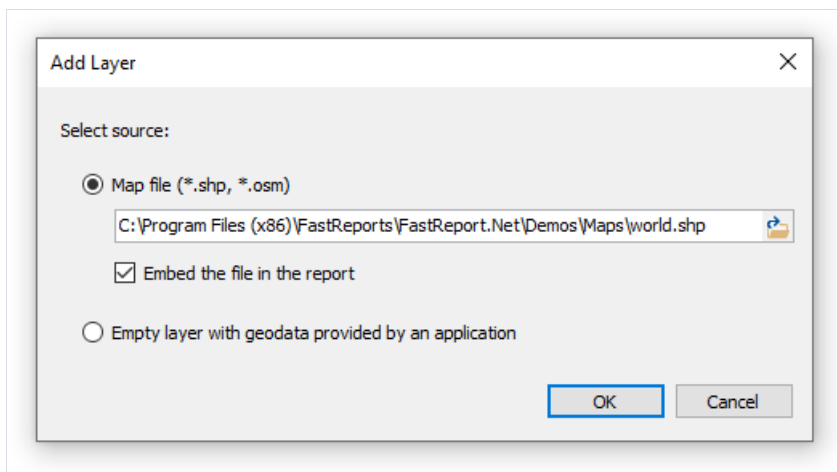 Add Layer
Select source:
Map file (*.shp, *.osm)
C:\Program Files (x86)\FastReports\FastReport.Net\Demos\Maps\world.shp
Embed the file in the report
Empty layer with geodata provided by an application
OK Cancel